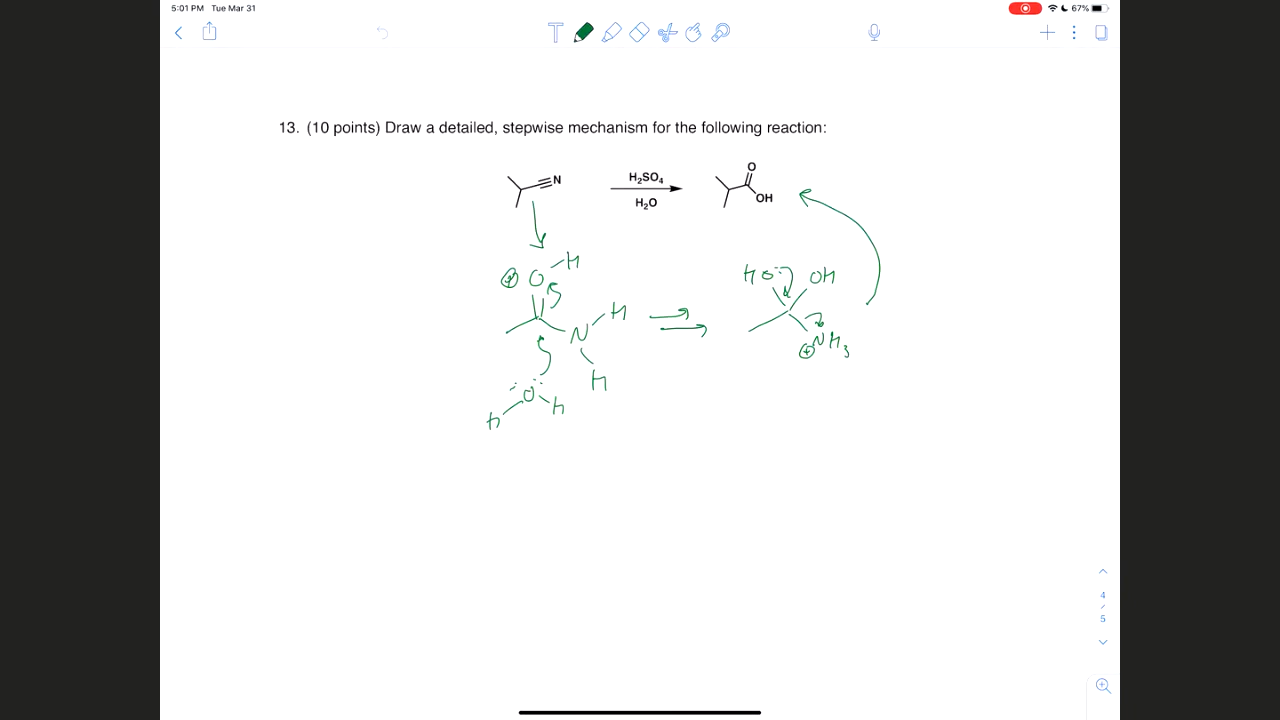 5:01 PM Tue Mar 31
67%
13. (10 points) Draw a detailed, stepwise mechanism for the following reaction:
N
H₂SO₄
H₂O
O
OH
⊕ O H
N H
H
O
H H
HO OH
⊕ NH₃
4
/
5